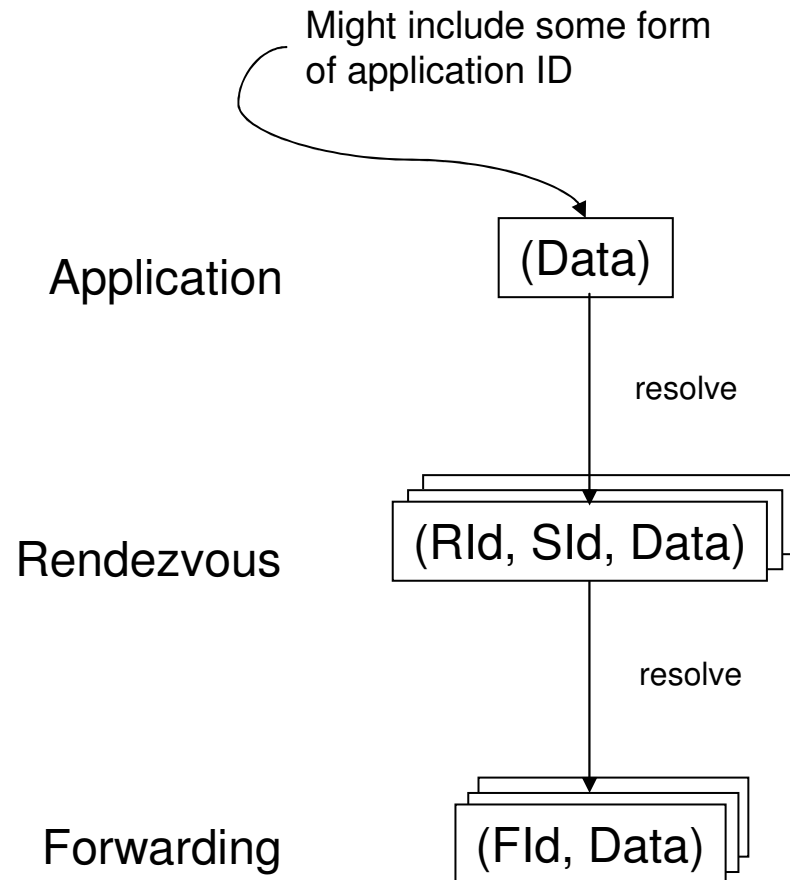 Might include some form
of application ID
Application
(Data)
resolve
Rendezvous
(RId, SId, Data)
resolve
Forwarding
(FId, Data)